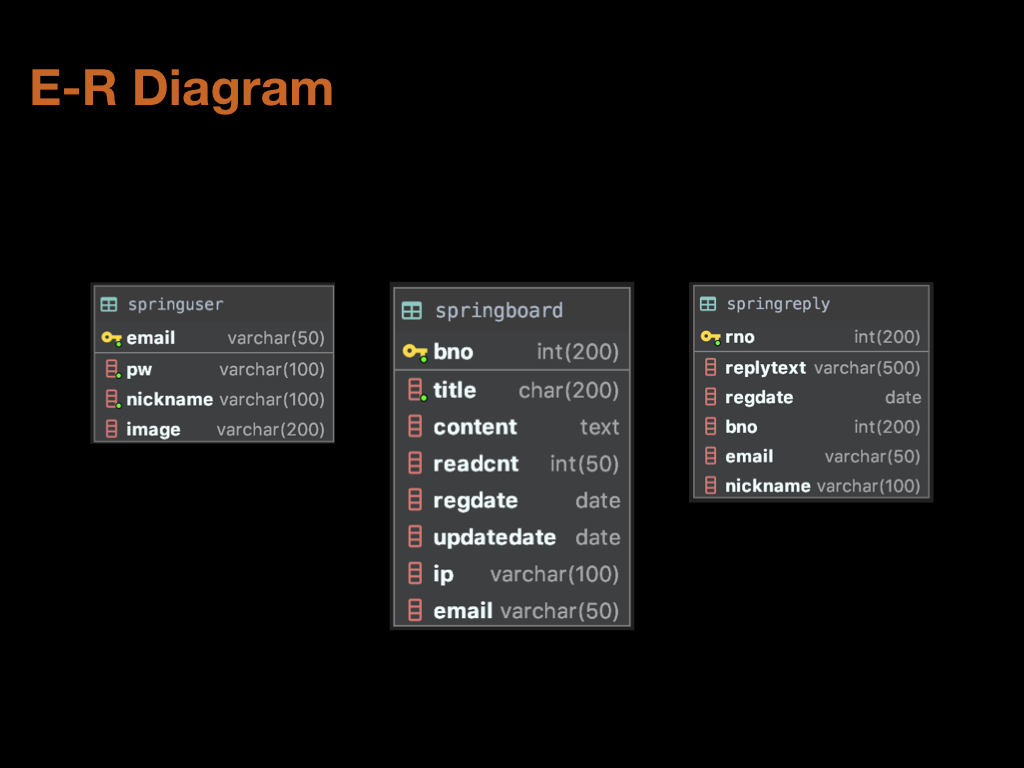 E-R Diagram
springuser
email varchar(50)
pw varchar(100)
nickname varchar(100)
image varchar(200)
springboard
bno int(200)
title char(200)
content text
readcnt int(50)
regdate date
updatedate date
ip varchar(100)
email varchar(50)
springreply
rno int(200)
replytext varchar(500)
regdate date
bno int(200)
email varchar(50)
nickname varchar(100)